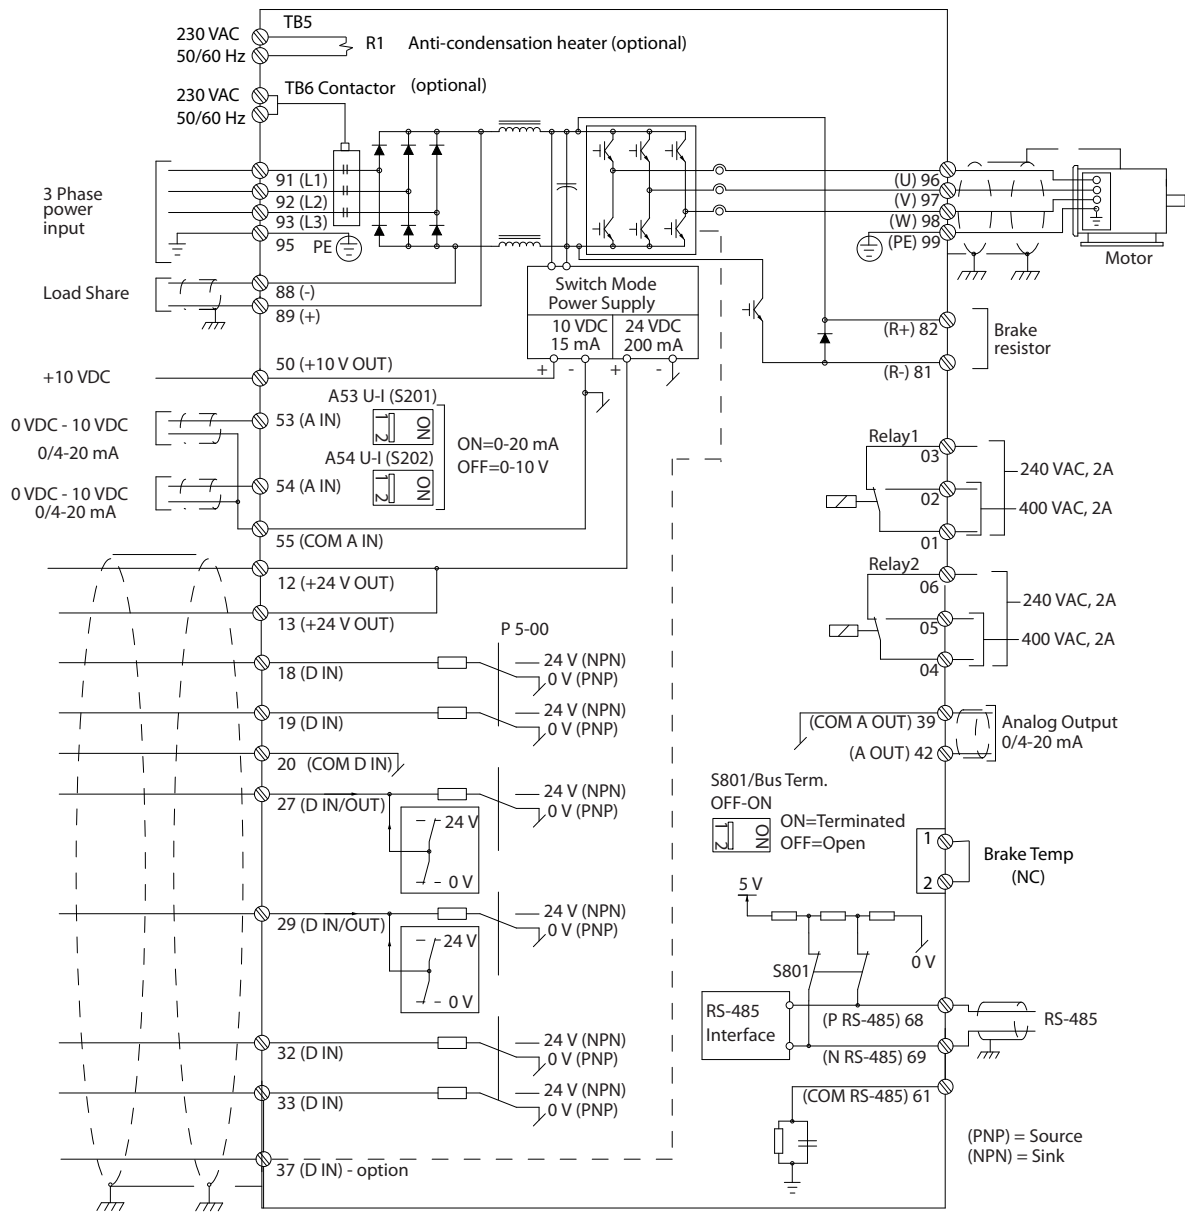 TB5
230 VAC
50/60 Hz
R1
Anti-condensation heater (optional)
TB6 Contactor
(optional)
230 VAC
50/60 Hz
3 Phase
power
input
91 (L1)
92 (L2)
93 (L3)
95
PE
(U) 96
(V) 97
(W) 98
(PE) 99
Motor
Load Share
88 (-)
89 (+)
Switch Mode
Power Supply
10 VDC
15 mA
24 VDC
200 mA
+
-
+
-
(R+) 82
(R-) 81
Brake
resistor
+10 VDC
50 (+10 V OUT)
0 VDC - 10 VDC
0/4-20 mA
53 (A IN)
A53 U-I (S201)
1 2
ON
ON=0-20 mA
OFF=0-10 V
A54 U-I (S202)
1 2
ON
0 VDC - 10 VDC
0/4-20 mA
54 (A IN)
55 (COM A IN)
Relay1
03
02
01
240 VAC, 2A
400 VAC, 2A
Relay2
06
05
04
240 VAC, 2A
400 VAC, 2A
12 (+24 V OUT)
13 (+24 V OUT)
P 5-00
18 (D IN)
24 V (NPN)
0 V (PNP)
19 (D IN)
24 V (NPN)
0 V (PNP)
20 (COM D IN)
27 (D IN/OUT)
24 V (NPN)
0 V (PNP)
24 V
0 V
29 (D IN/OUT)
24 V (NPN)
0 V (PNP)
24 V
0 V
32 (D IN)
24 V (NPN)
0 V (PNP)
33 (D IN)
24 V (NPN)
0 V (PNP)
37 (D IN) - option
(COM A OUT) 39
(A OUT) 42
Analog Output
0/4-20 mA
S801/Bus Term.
OFF-ON
1 2
ON
ON=Terminated
OFF=Open
1
2
Brake Temp
(NC)
5 V
0 V
S801
RS-485
Interface
(P RS-485) 68
(N RS-485) 69
RS-485
(COM RS-485) 61
(PNP) = Source
(NPN) = Sink